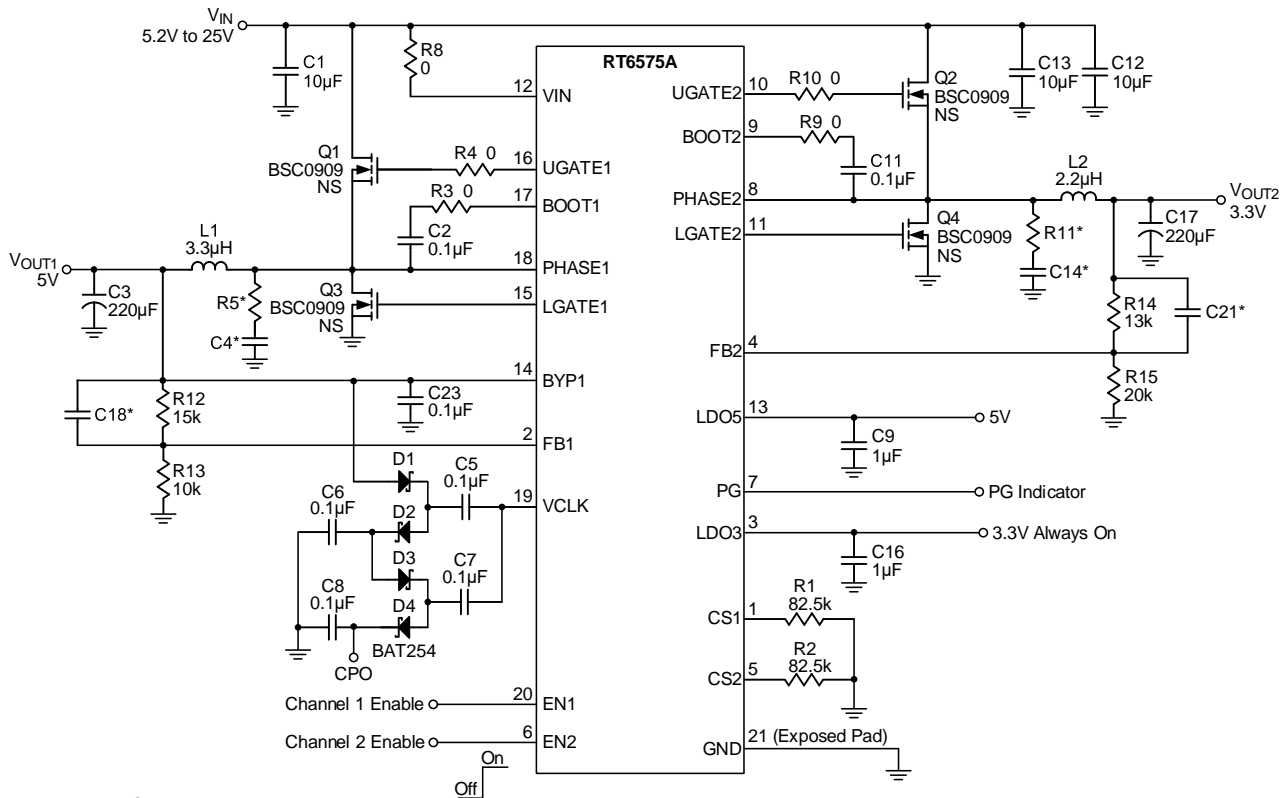 VIN
5.2V to 25V
C1
10µF
R8
0
12
VIN
RT6575A
UGATE2
10
R10 0
Q2
BSC0909
NS
C13
10µF
C12
10µF
BOOT2
9
R9 0
C11
0.1µF
Q1
BSC0909
NS
R4 0
16
UGATE1
R3 0
17
BOOT1
C2
0.1µF
PHASE2
8
L2
2.2µH
VOUT2
3.3V
C17
220µF
LGATE2
11
Q4
BSC0909
NS
R11*
C14*
VOUT1
5V
L1
3.3µH
18
PHASE1
C3
220µF
R5*
C4*
Q3
BSC0909
NS
15
LGATE1
R14
13k
C21*
FB2
4
R15
20k
14
BYP1
C23
0.1µF
C18*
R12
15k
2
FB1
R13
10k
LDO5
13
5V
C9
1µF
D1
C5
0.1µF
C6
0.1µF
D2
19
VCLK
PG
7
PG Indicator
LDO3
3
3.3V Always On
C16
1µF
D3
C7
0.1µF
C8
0.1µF
D4
BAT254
CPO
CS1
1
R1
82.5k
CS2
5
R2
82.5k
Channel 1 Enable
20
EN1
Channel 2 Enable
6
EN2
GND
21 (Exposed Pad)
On
Off